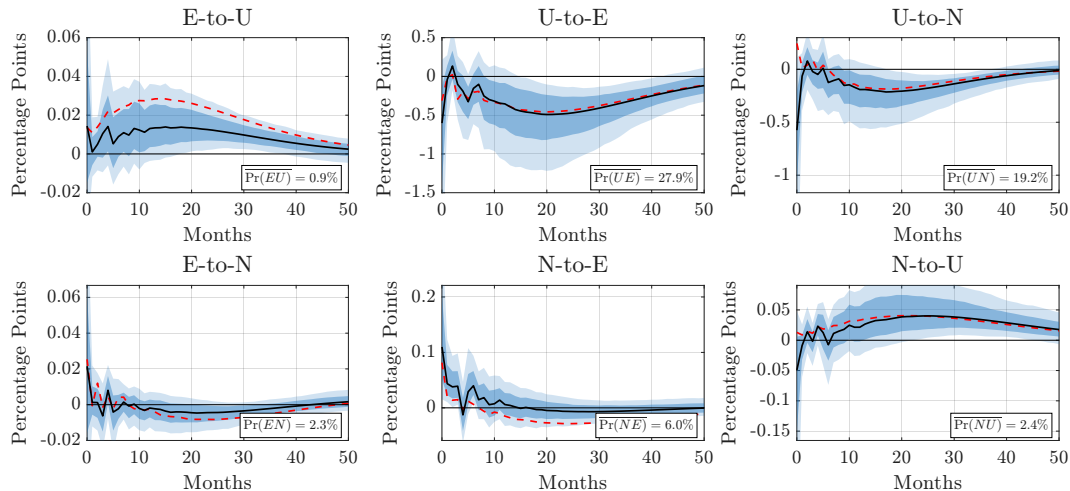 E-to-U
Percentage Points
0.06
0.04
0.02
0
-0.02
0 10 20 30 40 50
Months
Pr(EU) = 0.9%
U-to-E
Percentage Points
0.5
0
-0.5
-1
-1.5
0 10 20 30 40 50
Months
Pr(UE) = 27.9%
U-to-N
Percentage Points
0
-0.5
-1
0 10 20 30 40 50
Months
Pr(UN) = 19.2%
E-to-N
Percentage Points
0.06
0.04
0.02
0
-0.02
0 10 20 30 40 50
Months
Pr(EN) = 2.3%
N-to-E
Percentage Points
0.2
0.1
0
0 10 20 30 40 50
Months
Pr(NE) = 6.0%
N-to-U
Percentage Points
0.05
0
-0.05
-0.1
-0.15
0 10 20 30 40 50
Months
Pr(NU) = 2.4%